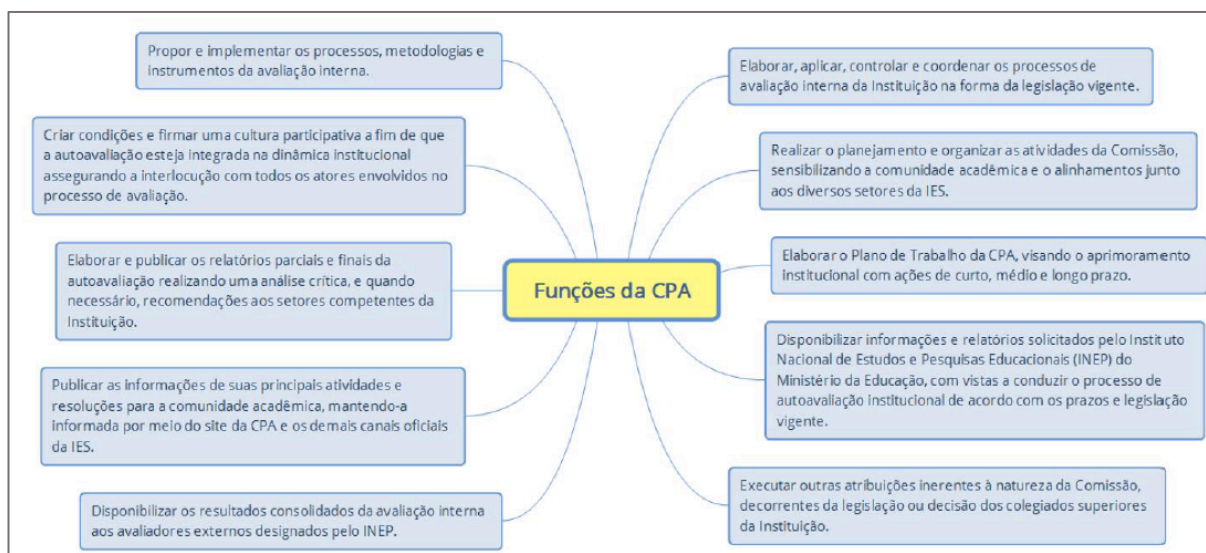 Propor e implementar os processos, metodologias e
instrumentos da avaliação interna.
Criar condições e firmar uma cultura participativa a fim de que
a autoavaliação esteja integrada na dinâmica institucional
assegurando a interlocução com todos os atores envolvidos no
processo de avaliação.
Elaborar e publicar os relatórios parciais e finais da
autoavaliação realizando uma análise crítica, e quando
necessário, recomendações aos setores competentes da
Instituição.
Publicar as informações de suas principais atividades e
resoluções para a comunidade acadêmica, mantendo-a
informada por meio do site da CPA e os demais canais oficiais
da IES.
Disponibilizar os resultados consolidados da avaliação interna
aos avaliadores externos designados pelo INEP.
Funções da CPA
Elaborar, aplicar, controlar e coordenar os processos de
avaliação interna da Instituição na forma da legislação vigente.
Realizar o planejamento e organizar as atividades da Comissão,
sensibilizando a comunidade acadêmica e o alinhamentos junto
aos diversos setores da IES.
Elaborar o Plano de Trabalho da CPA, visando o aprimoramento
institucional com ações de curto, médio e longo prazo.
Disponibilizar informações e relatórios solicitados pelo Instituto
Nacional de Estudos e Pesquisas Educacionais (INEP) do
Ministério da Educação, com vistas a conduzir o processo de
autoavaliação institucional de acordo com os prazos e legislação
vigente.
Executar outras atribuições inerentes à natureza da Comissão,
decorrentes da legislação ou decisão dos colegiados superiores
da Instituição.